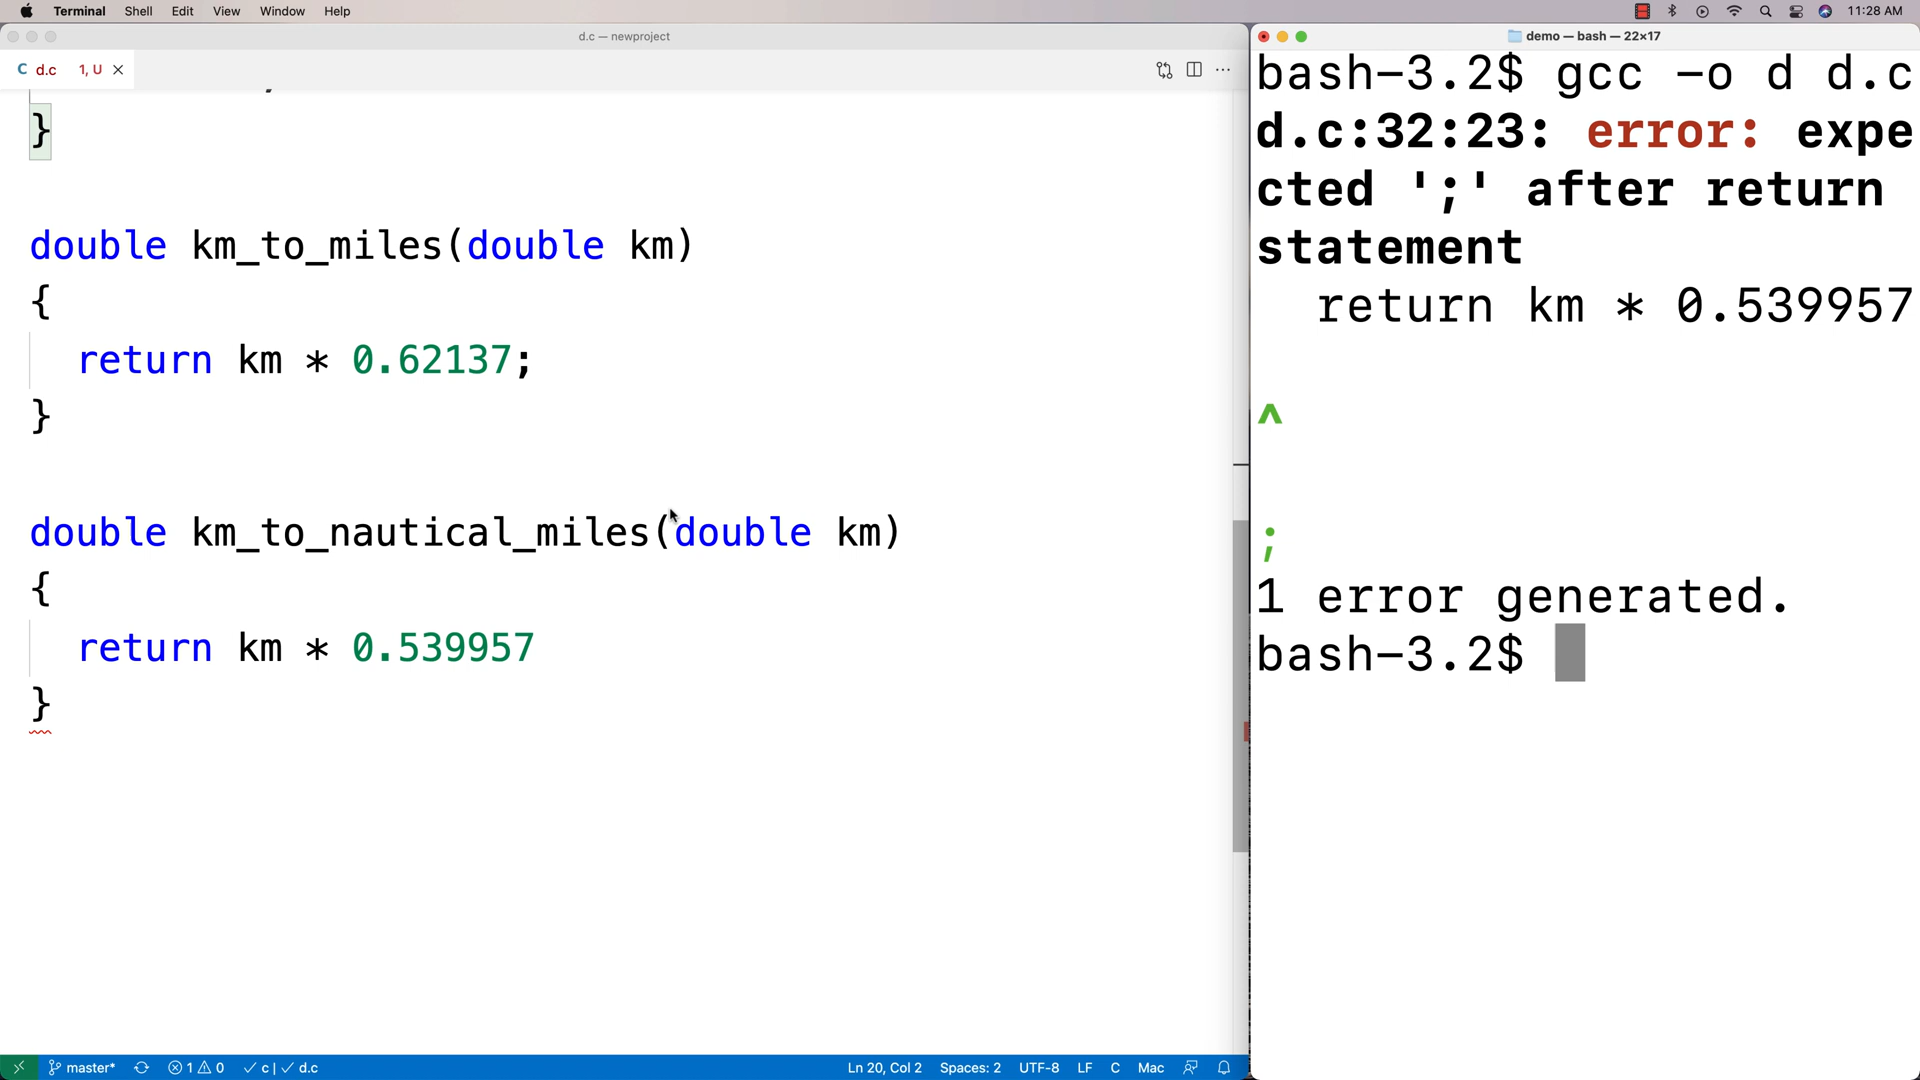 Terminal Shell Edit View Window Help 11:28 AM
d.c — newproject
C d.c 1, U
}
double km_to_miles(double km)
{
return km * 0.62137;
}
double km_to_nautical_miles(double km)
{
return km * 0.539957
}
master* 1 0 c | d.c Ln 20, Col 2 Spaces: 2 UTF-8 LF C Mac
demo — bash — 22×17
bash-3.2$ gcc -o d d.c
d.c:32:23: error: expe
cted ';' after return
statement
return km * 0.539957
^
;
1 error generated.
bash-3.2$